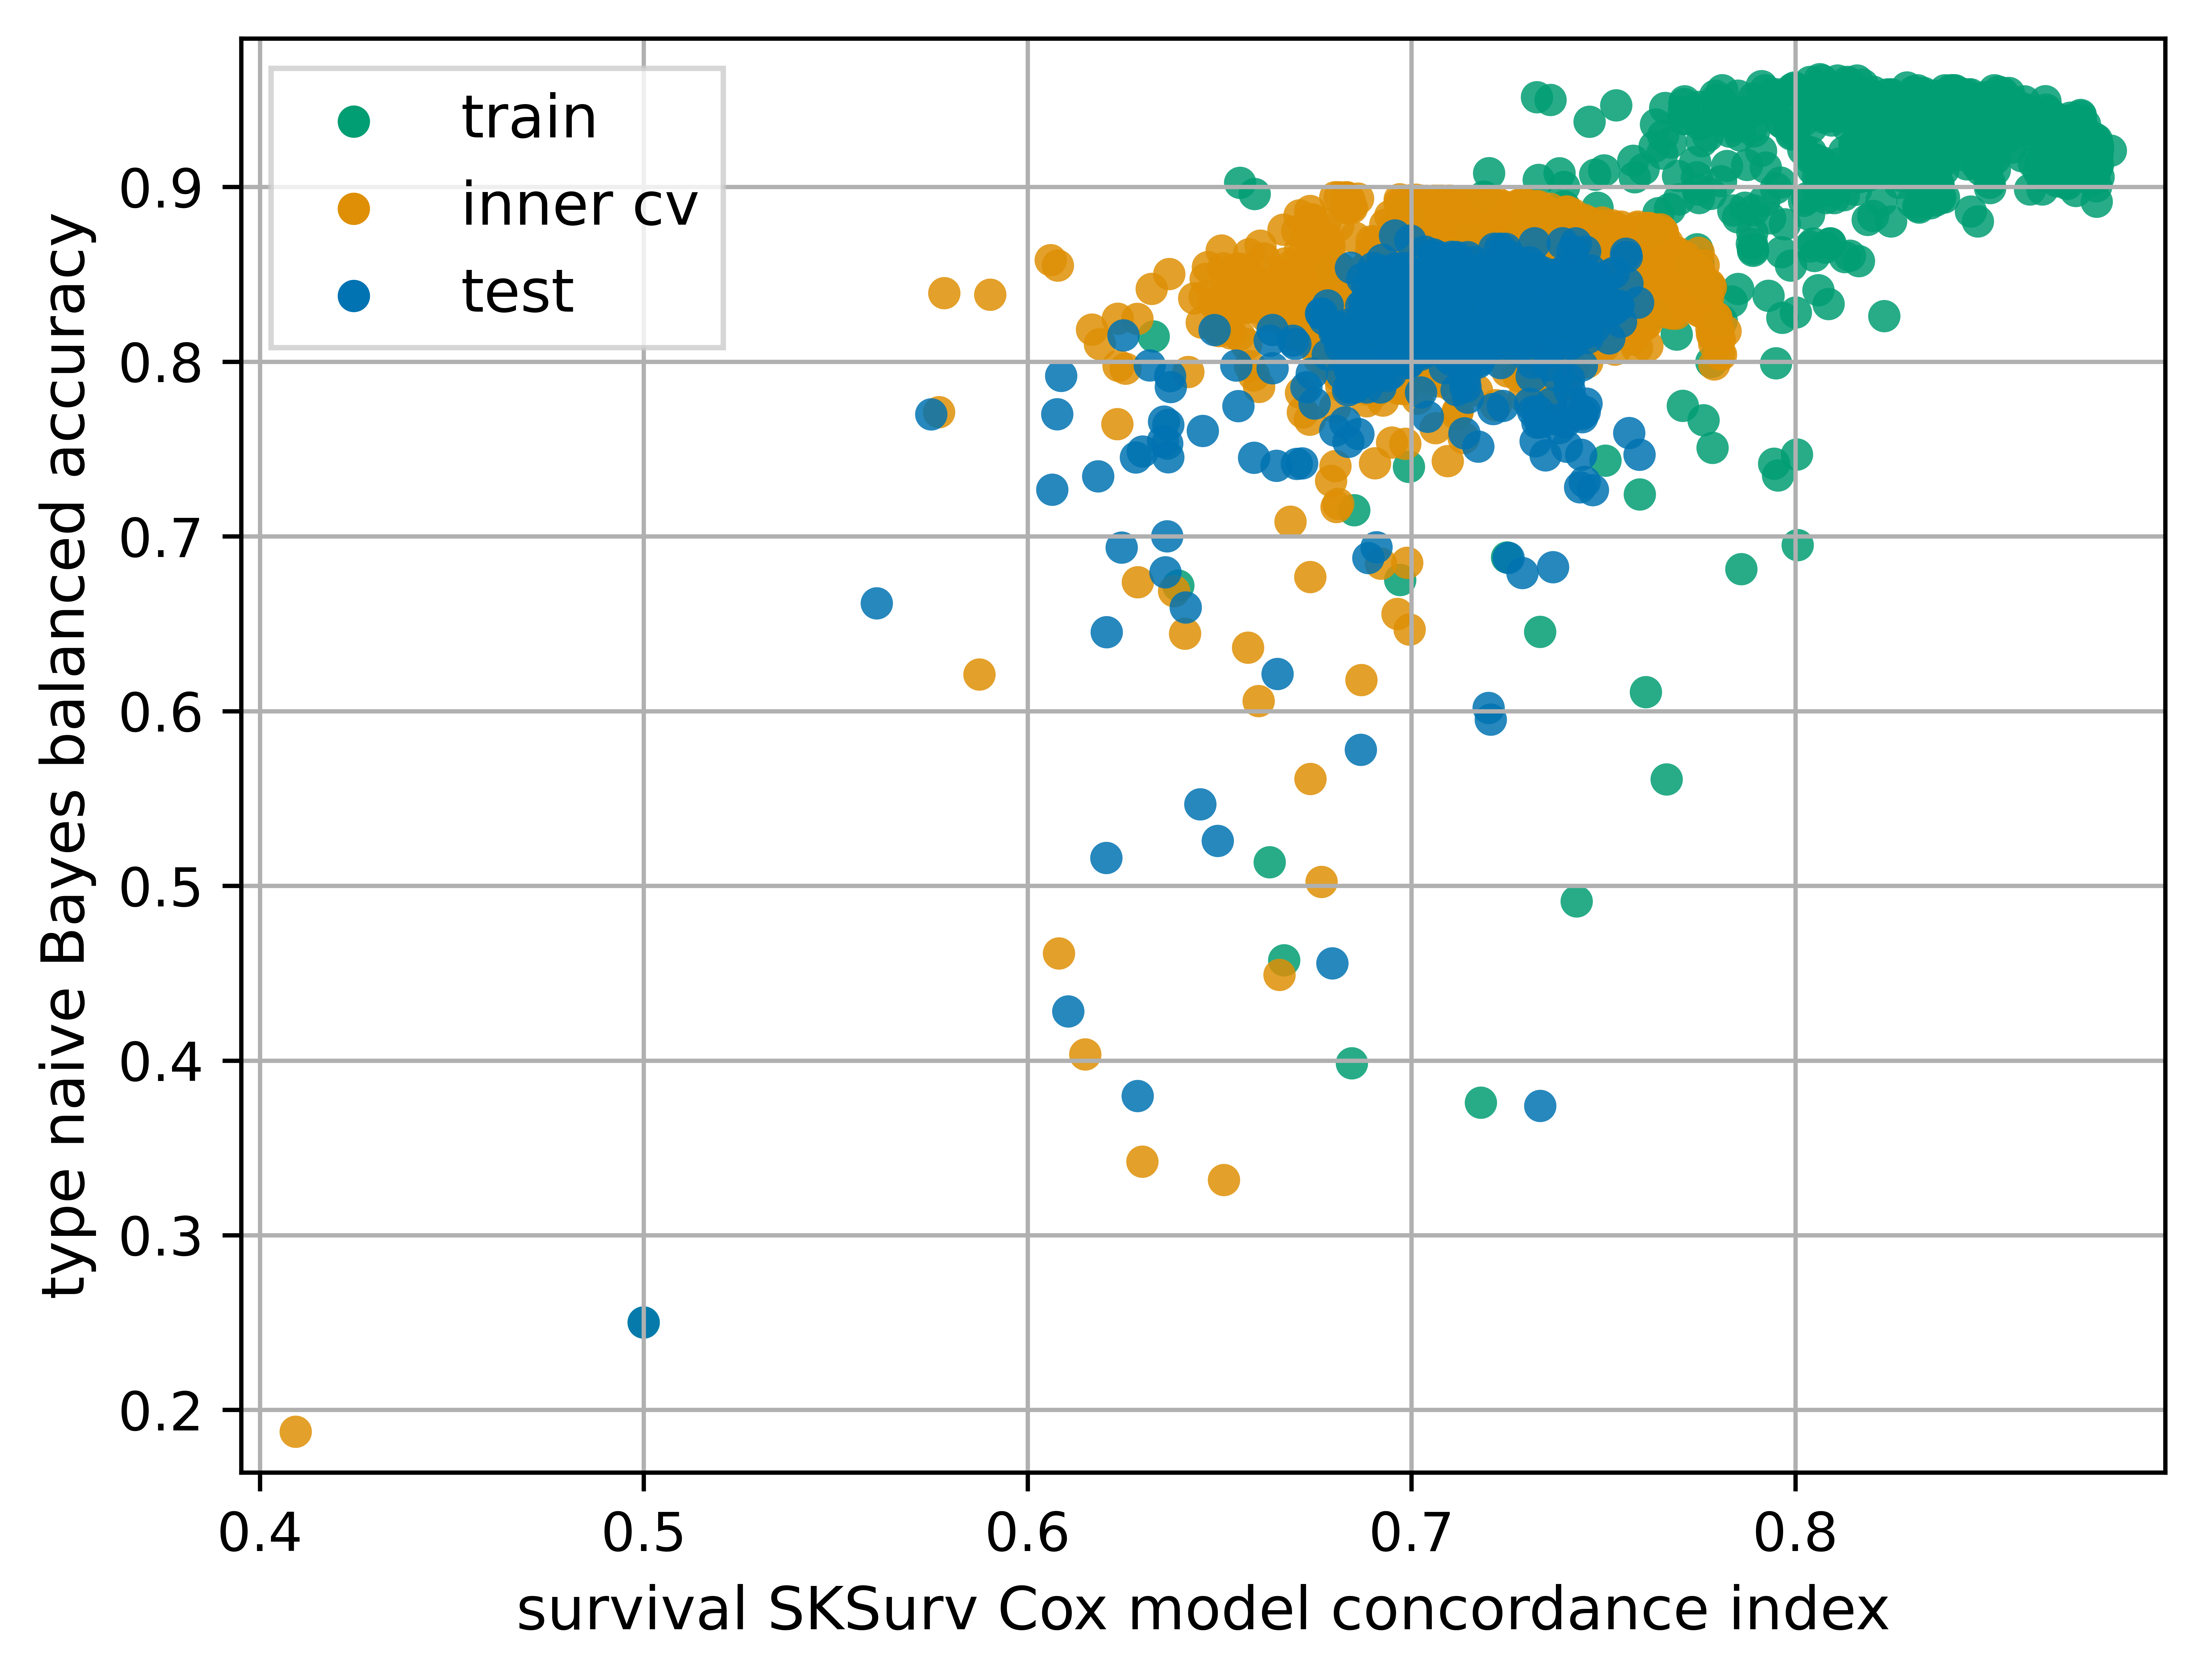 train
inner cv
test
type naive Bayes balanced accuracy
0.9
0.8
0.7
0.6
0.5
0.4
0.3
0.2
0.4 0.5 0.6 0.7 0.8
survival SKSurv Cox model concordance index